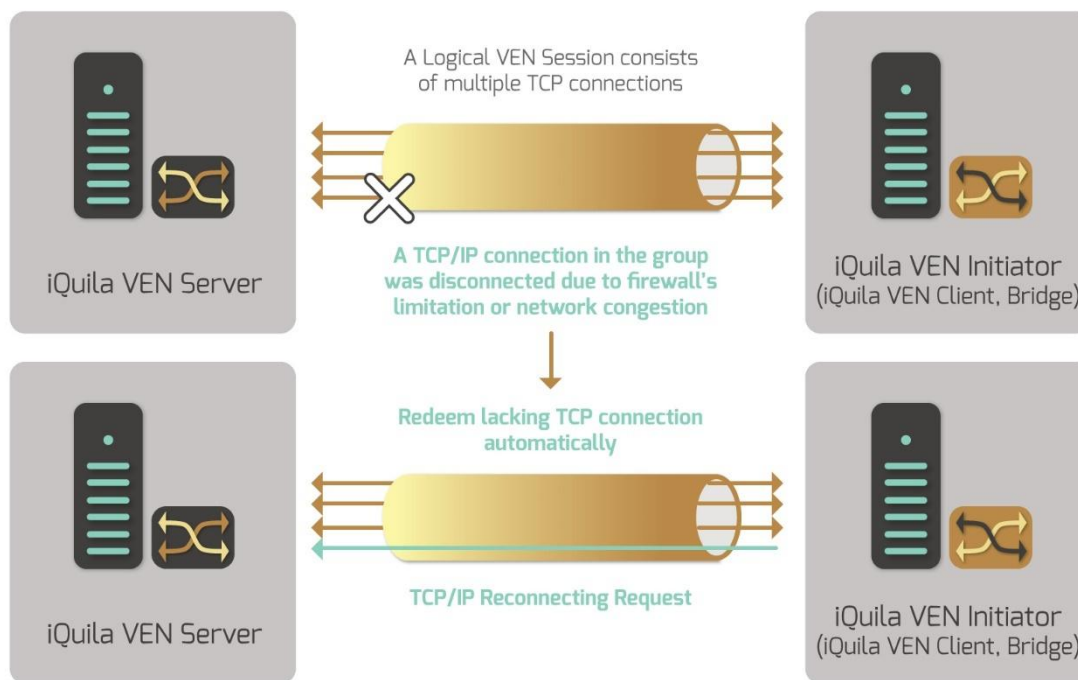 A Logical VEN Session consists
of multiple TCP connections
iQuila VEN Server
A TCP/IP connection in the group
was disconnected due to firewall's
limitation or network congestion
iQuila VEN Initiator
(iQuila VEN Client, Bridge)
Redeem lacking TCP connection
automatically
TCP/IP Reconnecting Request
iQuila VEN Server
iQuila VEN Initiator
(iQuila VEN Client, Bridge)